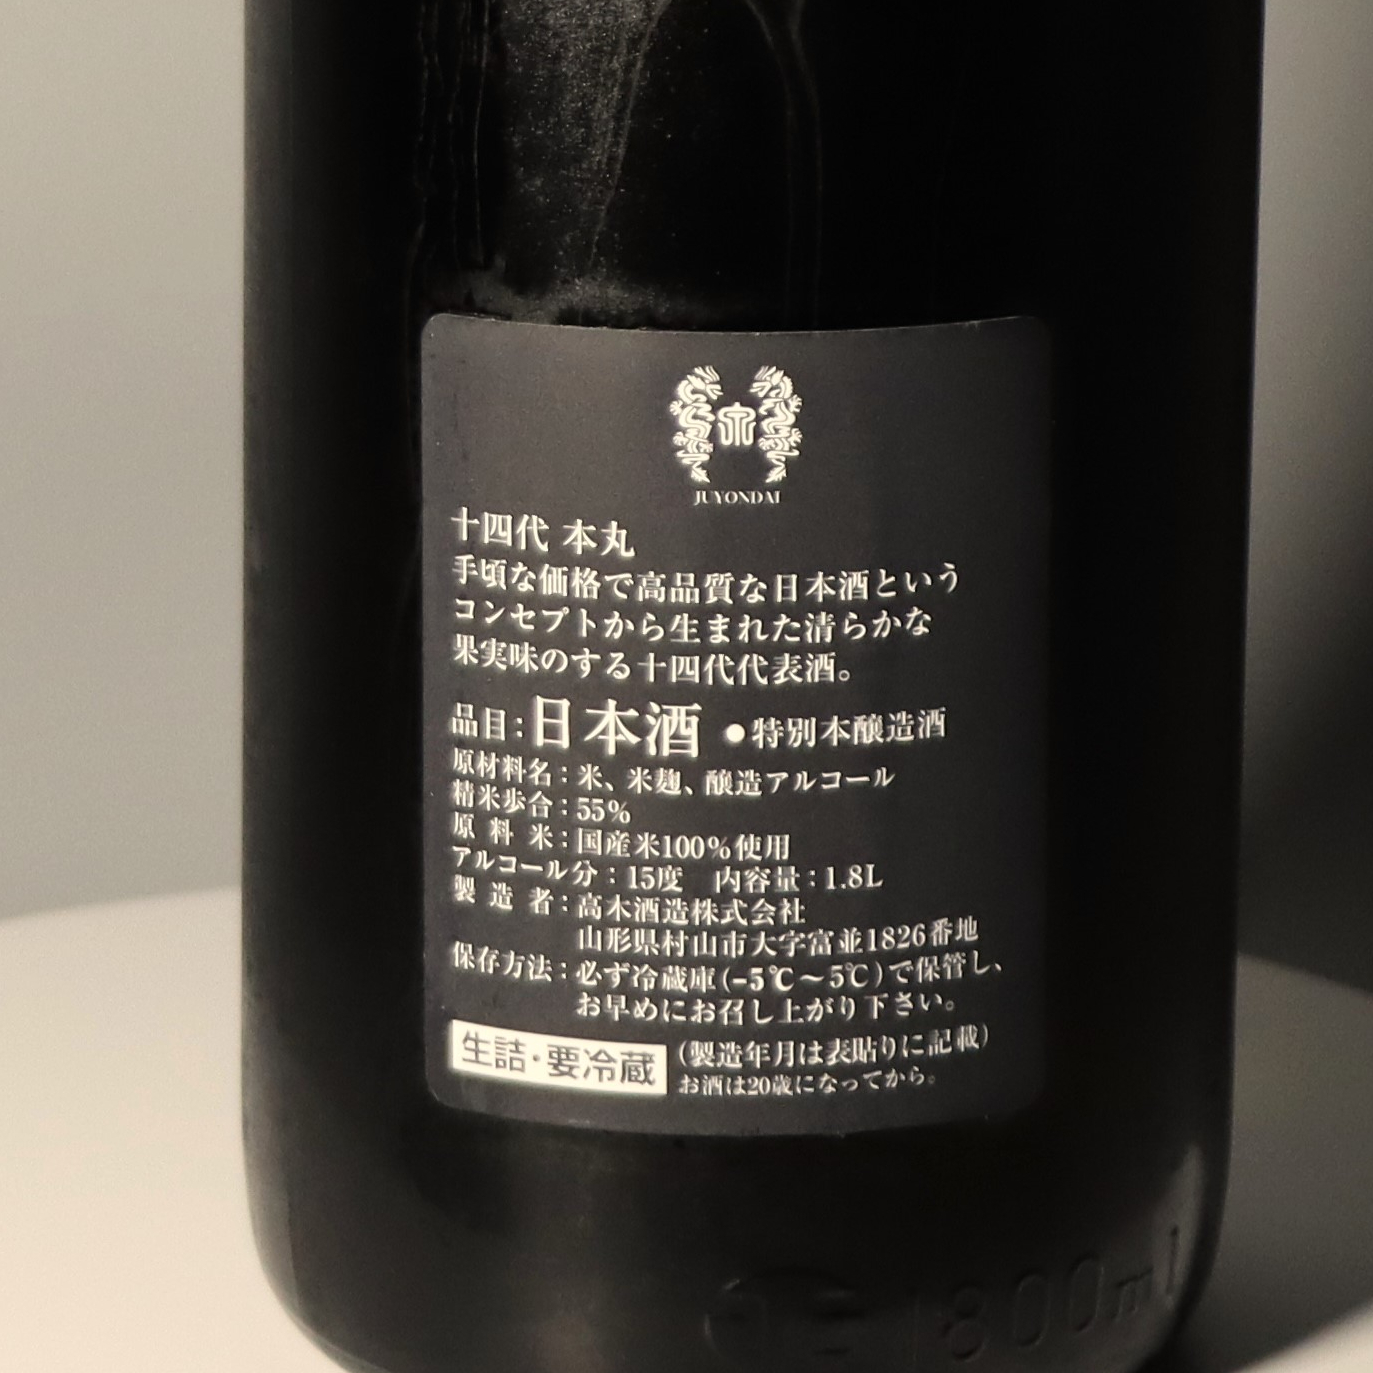 JUYONDAI
十四代 本丸
手頃な価格で高品質な日本酒という
コンセプトから生まれた清らかな
果実味のする十四代代表酒。
品目:日本酒 ●特別本醸造酒
原材料名:米、米麹、醸造アルコール
精米歩合:55%
原料米:国産米100%使用
アルコール分:15度 内容量:1.8L
製造者:高木酒造株式会社
山形県村山市大字富並1826番地
保存方法:必ず冷蔵庫(-5℃~5℃)で保管し、
お早めにお召し上がり下さい。
生詰・要冷蔵 (製造年月は表貼りに記載)
お酒は20歳になってから。
1800ml